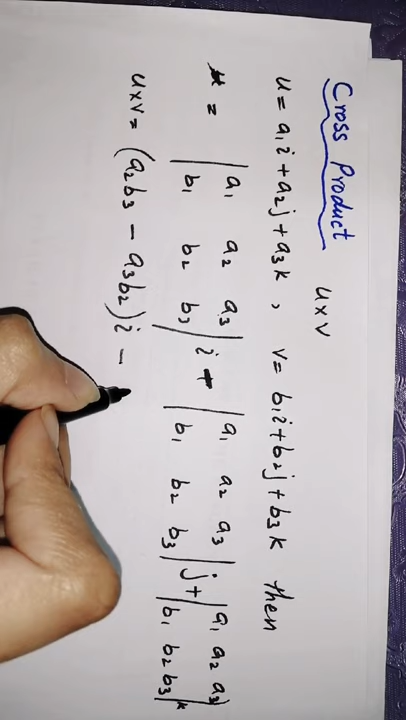 Cross Product
u x v
u = a1i + a2j + a3k , v = b1i + b2j + b3k then
= | a1 a2 a3 | i + | a1 a2 a3 | j + | a1 a2 a3
b1 b2 b3 b1 b2 b3 b1 b2 b3 | k
u x v = (a2b3 - a3b2) i -